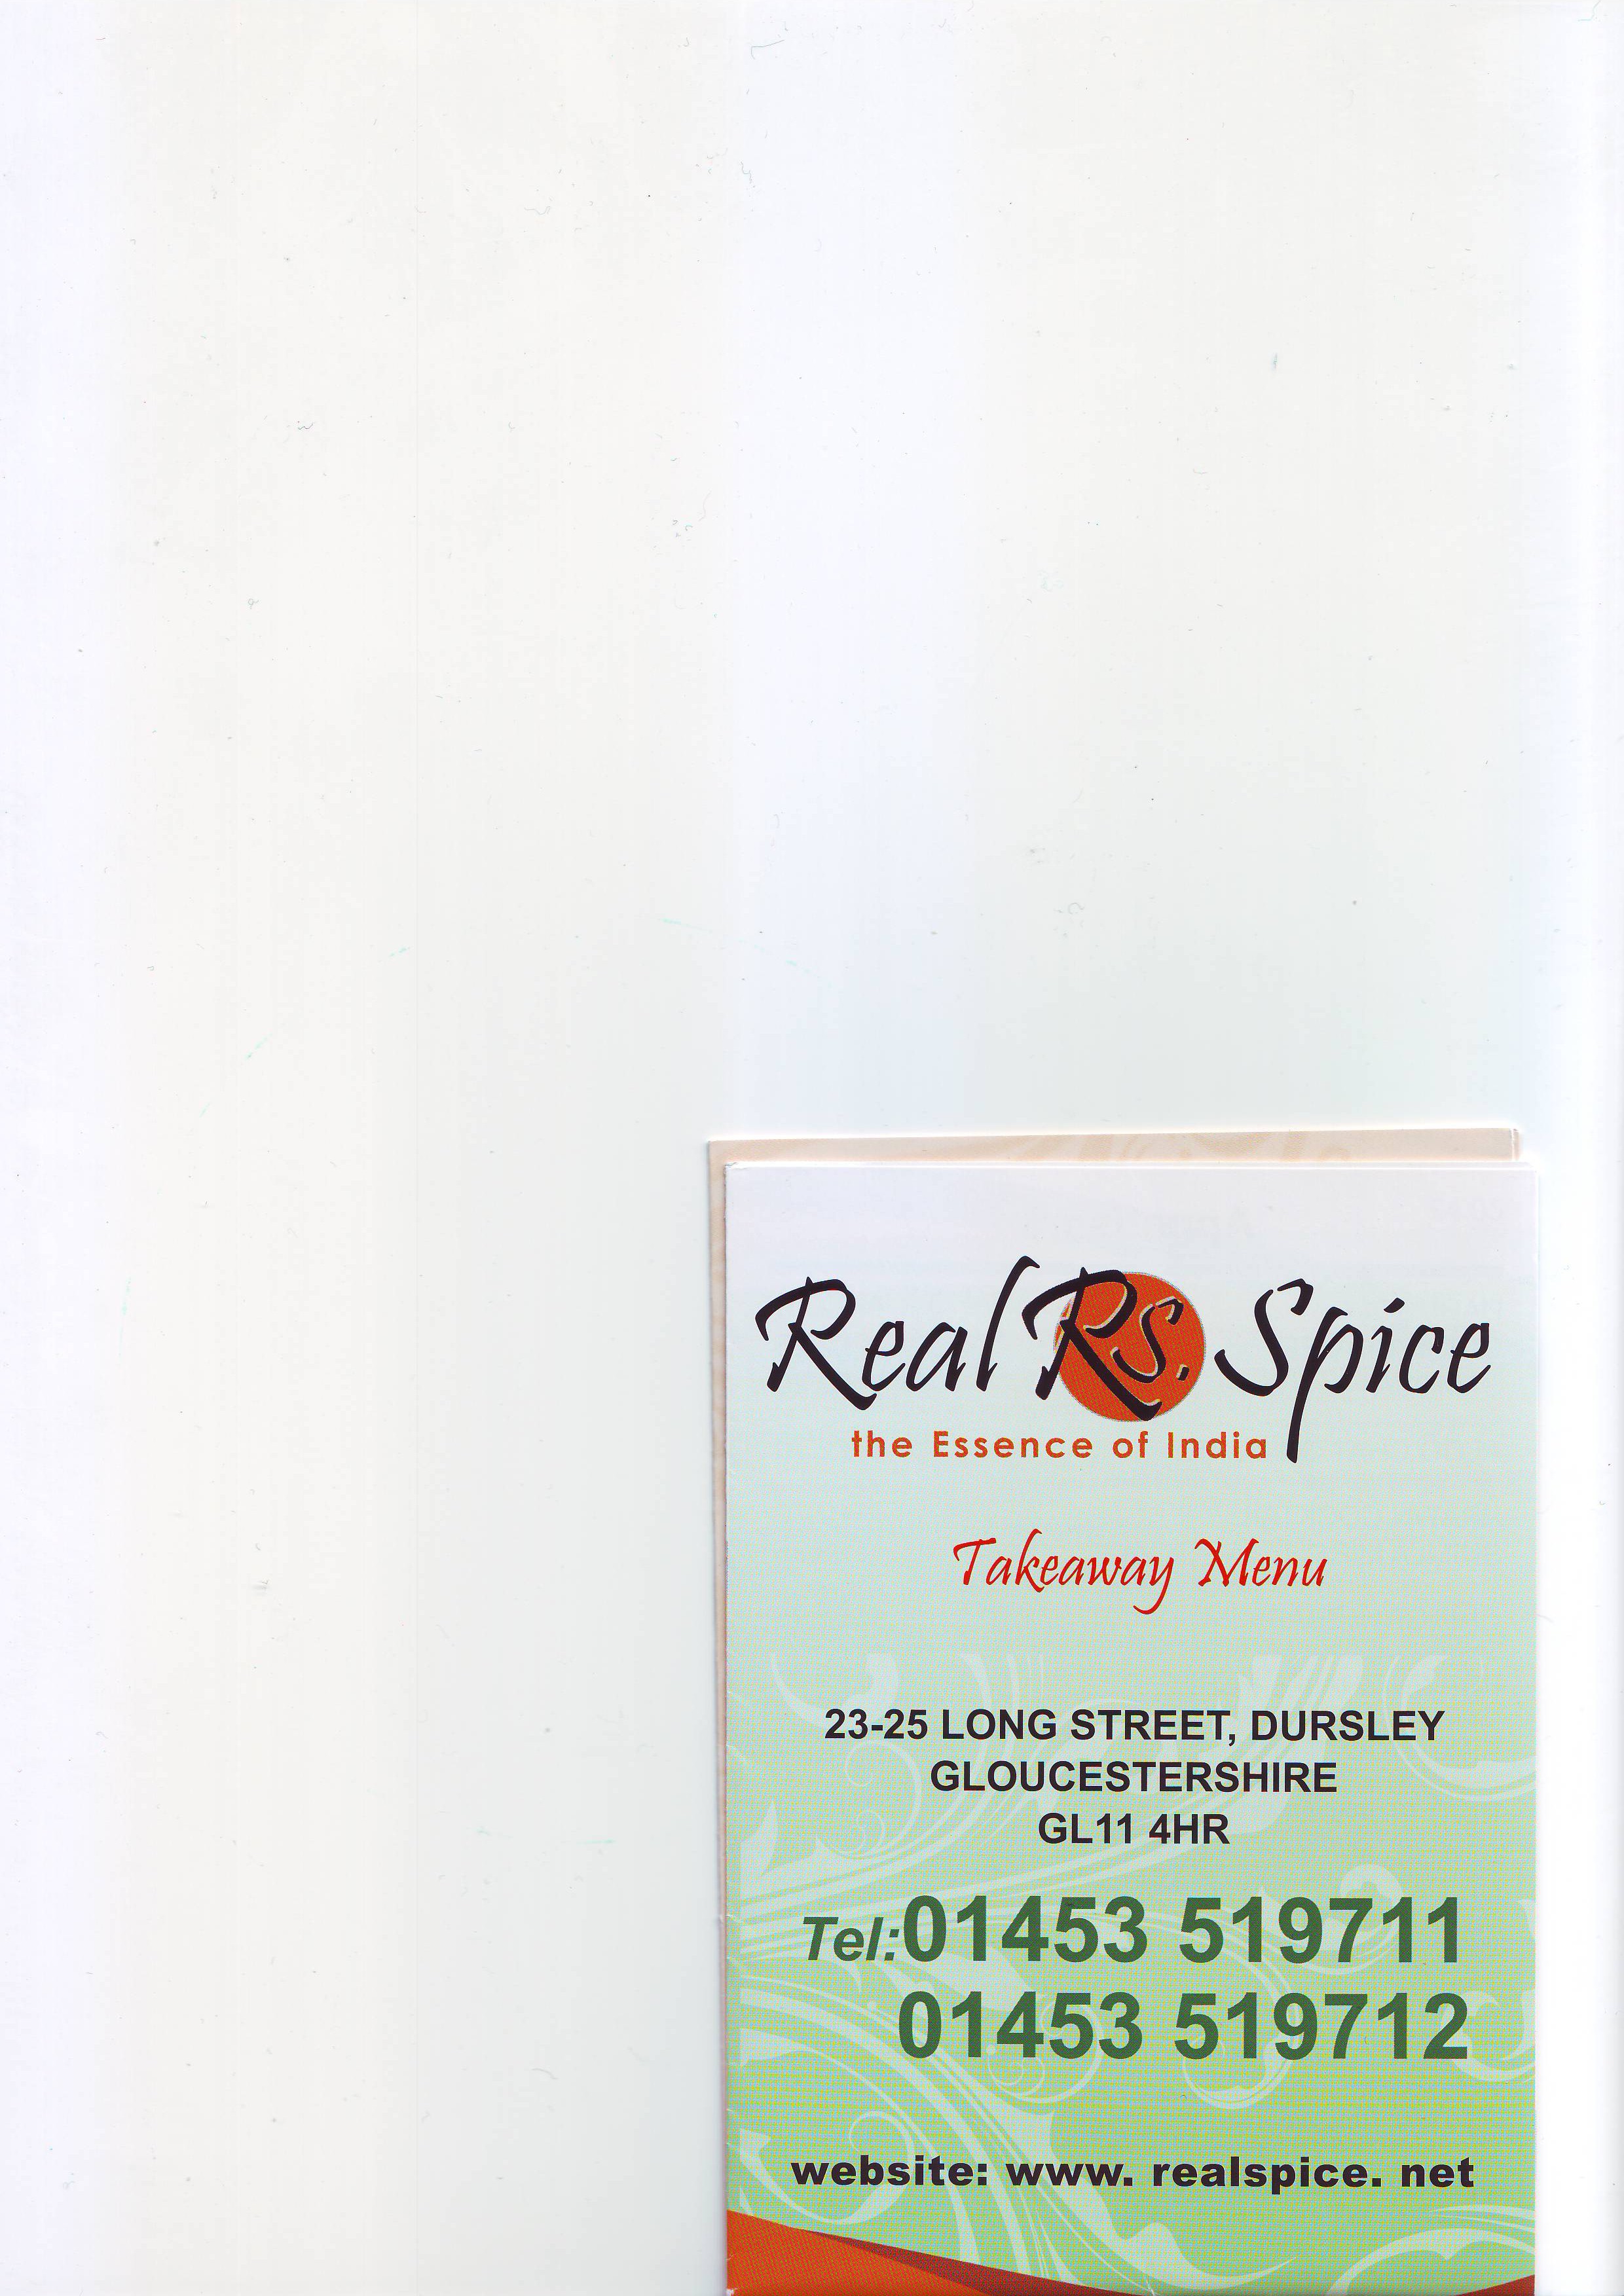 Real Rs. Spice
the Essence of India
Takeaway Menu
23-25 LONG STREET, DURSLEY
GLOUCESTERSHIRE
GL11 4HR
Tel:01453 519711
01453 519712
website: www. realspice. net